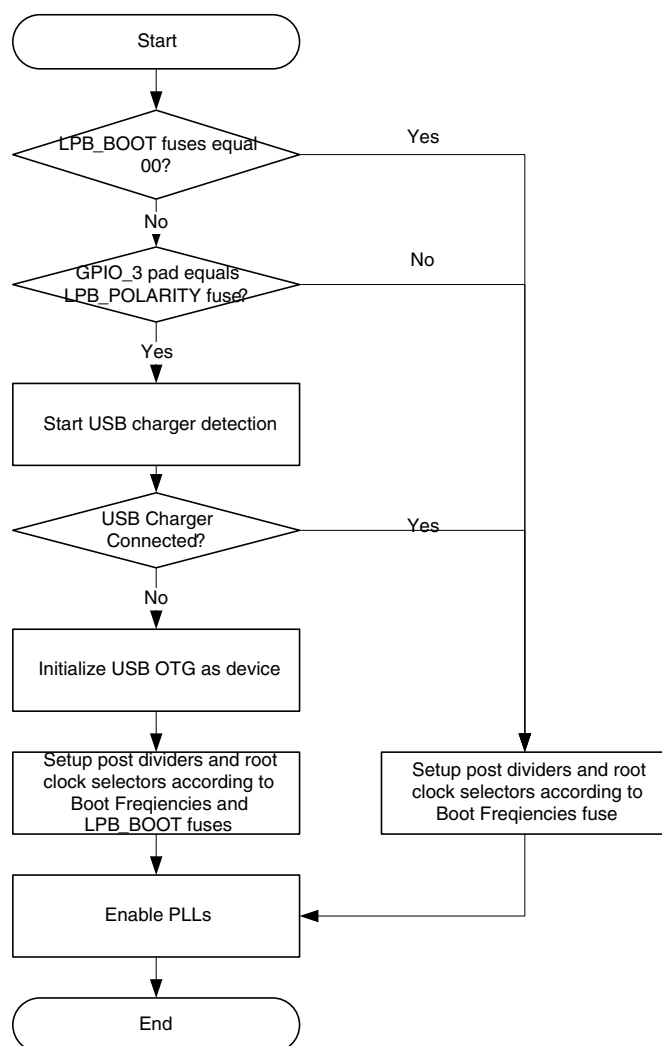 Start
LPB_BOOT fuses equal
00?
Yes
No
GPIO_3 pad equals
LPB_POLARITY fuse?
No
Yes
Start USB charger detection
USB Charger
Connected?
Yes
No
Initialize USB OTG as device
Setup post dividers and root
clock selectors according to
Boot Freqiencies and
LPB_BOOT fuses
Setup post dividers and root
clock selectors according to
Boot Freqiencies fuse
Enable PLLs
End